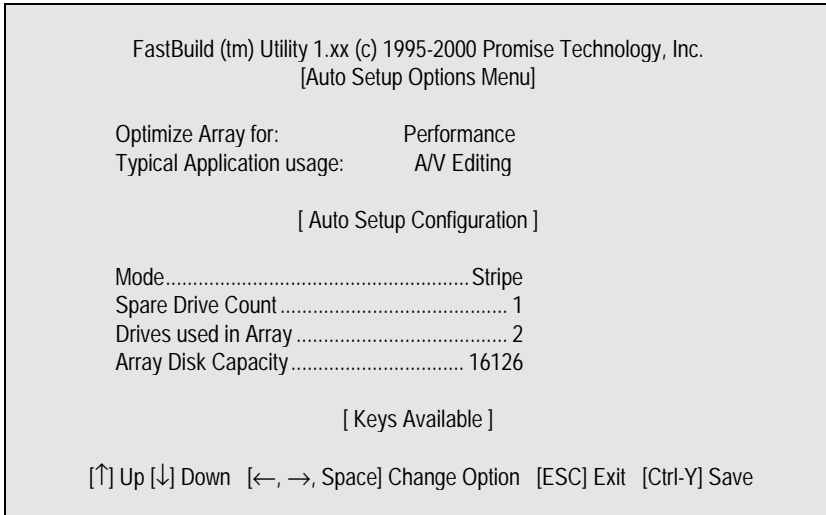 FastBuild (tm) Utility 1.xx (c) 1995-2000 Promise Technology, Inc.
[Auto Setup Options Menu]
Optimize Array for: Performance
Typical Application usage: A/V Editing
[ Auto Setup Configuration ]
Mode........................................................Stripe
Spare Drive Count.......................................... 1
Drives used in Array....................................... 2
Array Disk Capacity................................ 16126
[ Keys Available ]
[↑] Up [↓] Down [←, →, Space] Change Option [ESC] Exit [Ctrl-Y] Save